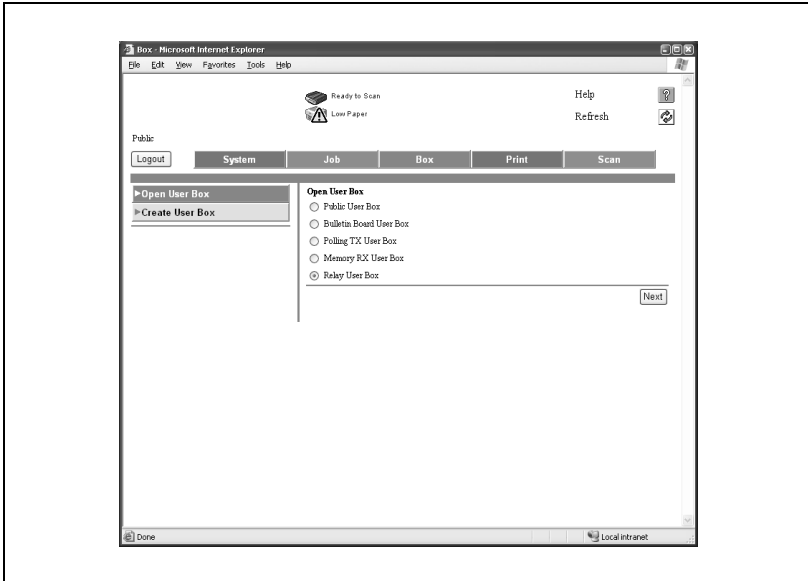 Box - Microsoft Internet Explorer
File Edit View Favorites Tools Help
Ready to Scan
Help
?
Low Paper
Refresh
Public
Logout
System Job Box Print Scan
Open User Box
Create User Box
Open User Box
Public User Box
Bulletin Board User Box
Polling TX User Box
Memory RX User Box
Relay User Box
Next
Done
Local intranet